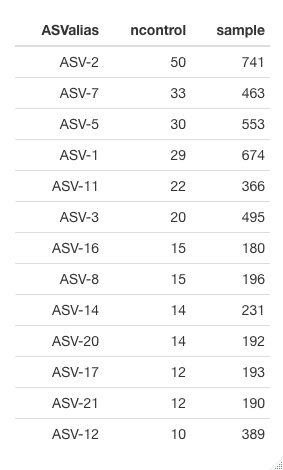 ASValias ncontrol sample
ASV-2 50 741
ASV-7 33 463
ASV-5 30 553
ASV-1 29 674
ASV-11 22 366
ASV-3 20 495
ASV-16 15 180
ASV-8 15 196
ASV-14 14 231
ASV-20 14 192
ASV-17 12 193
ASV-21 12 190
ASV-12 10 389